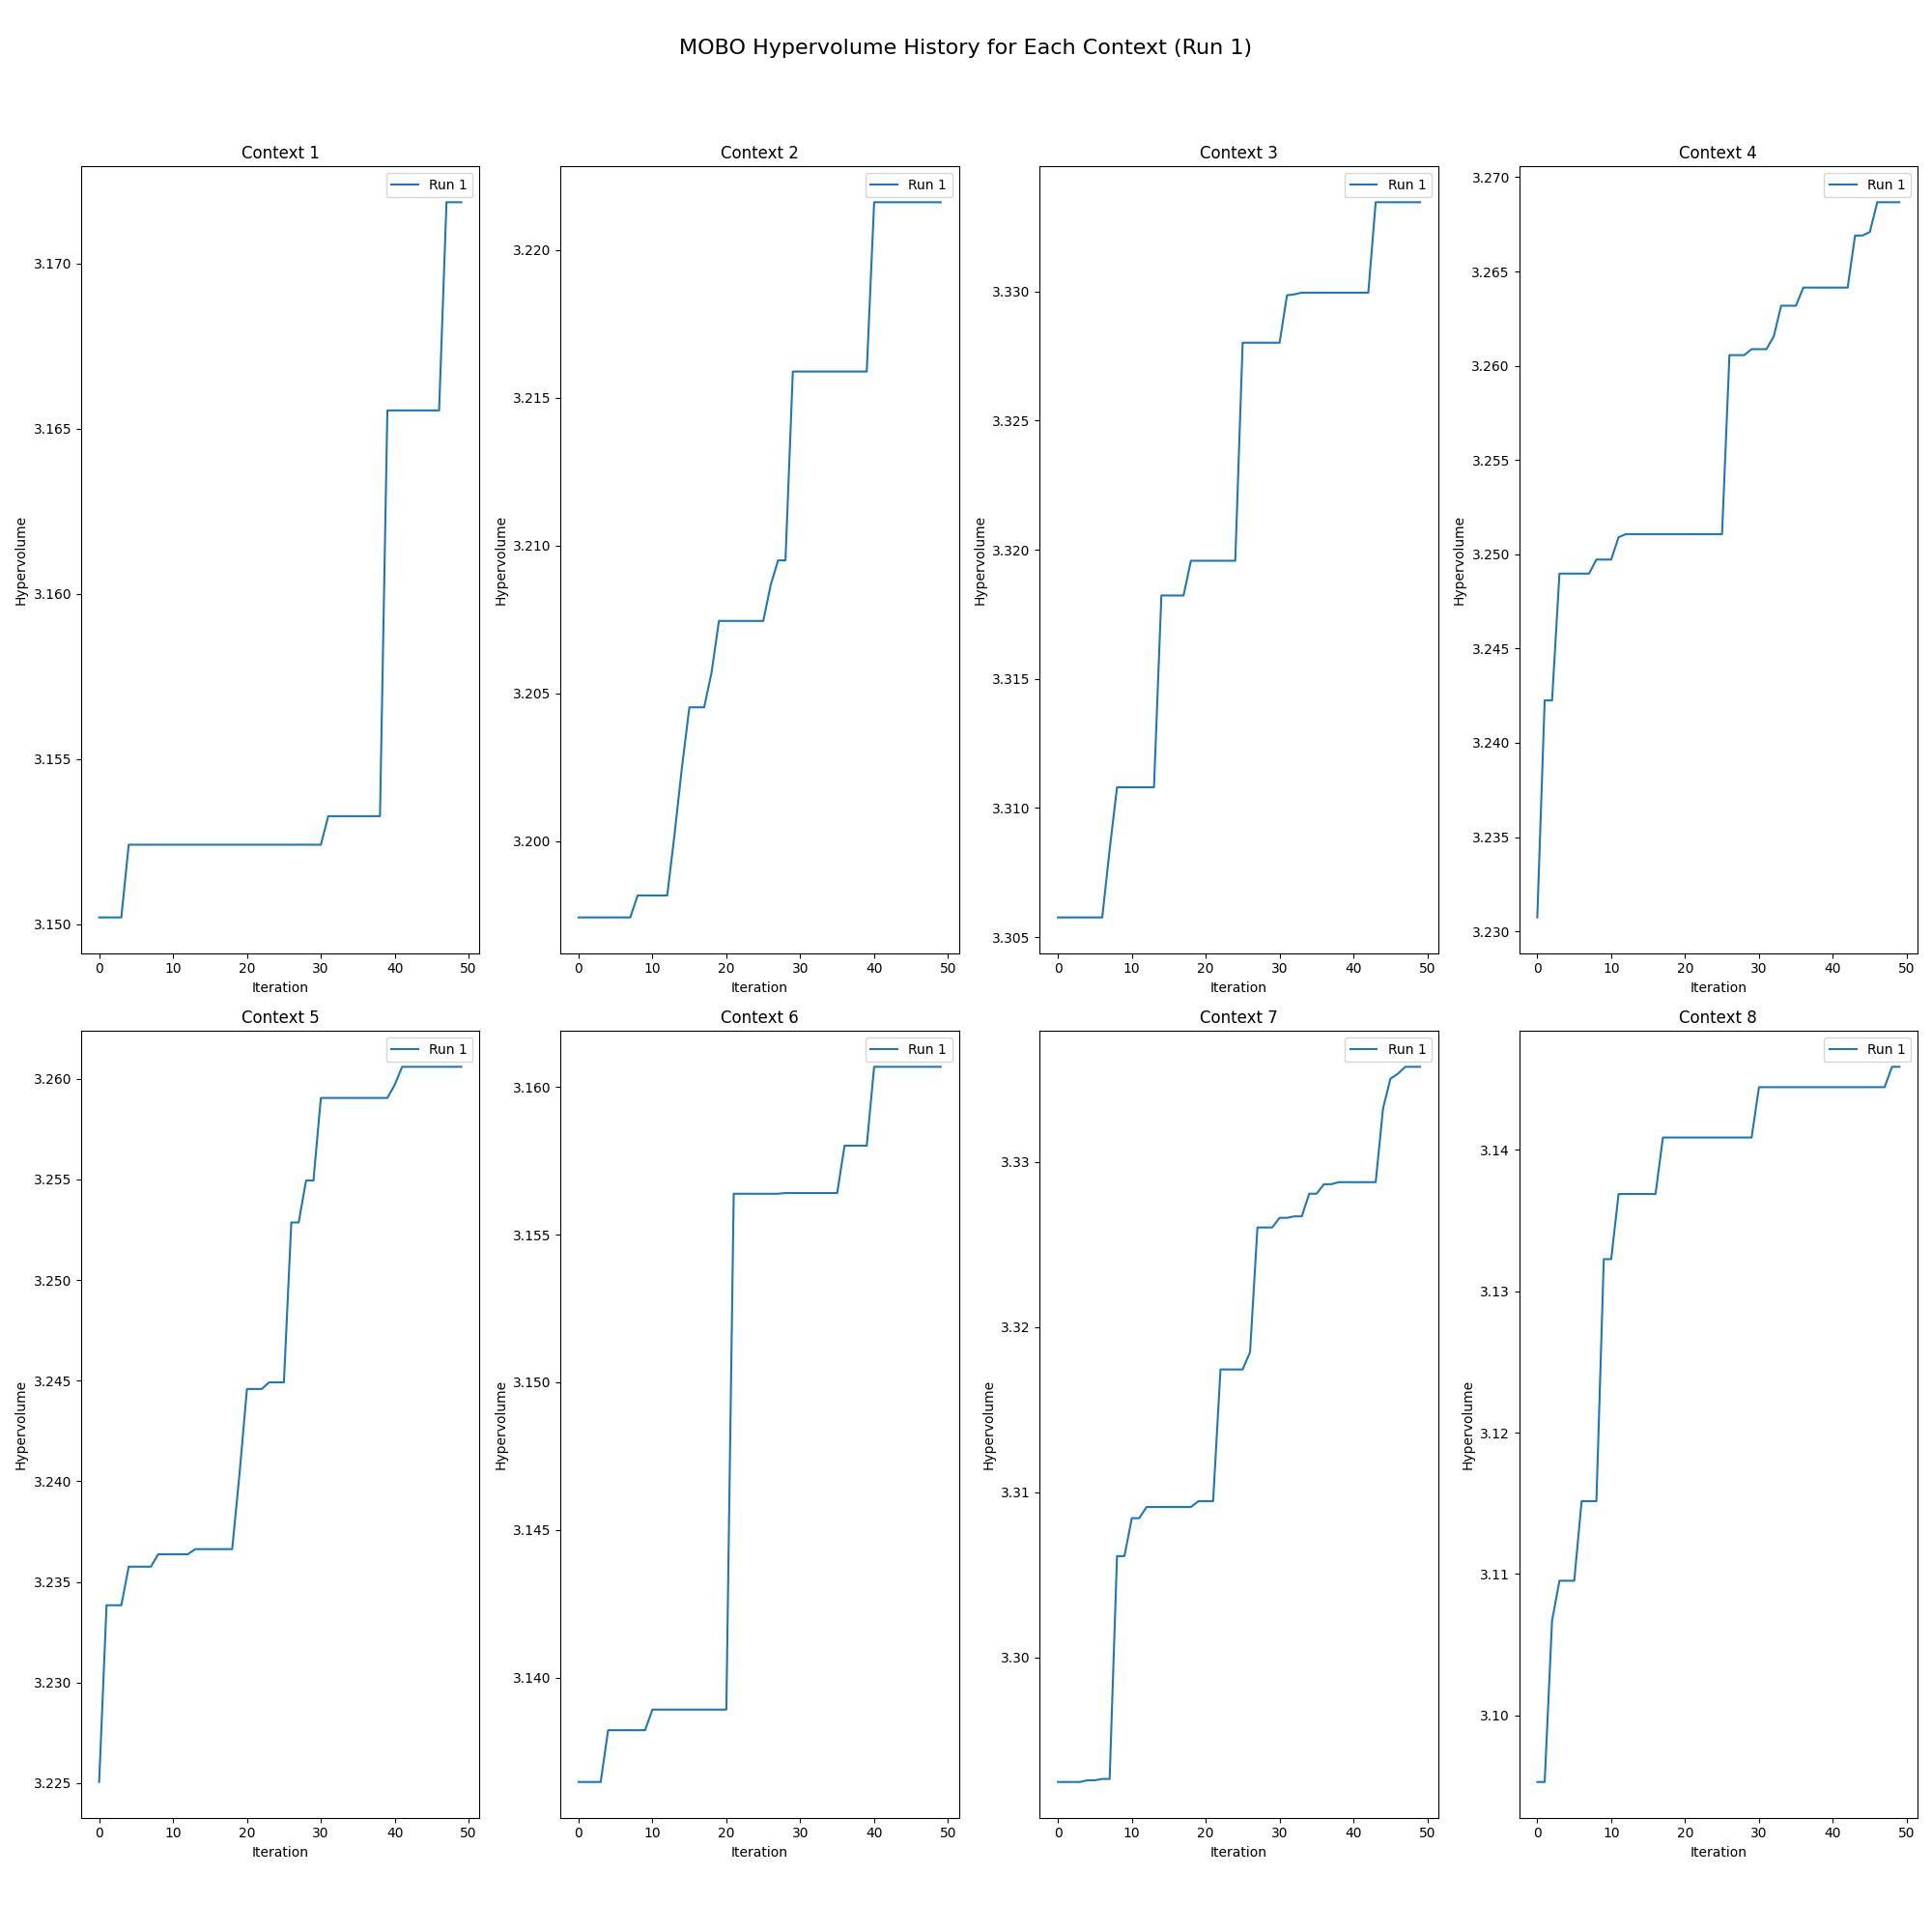 MOBO Hypervolume History for Each Context (Run 1)
Context 1
Run 1
Hypervolume
3.170
3.165
3.160
3.155
3.150
0 10 20 30 40 50
Iteration
Context 2
Run 1
Hypervolume
3.220
3.215
3.210
3.205
3.200
0 10 20 30 40 50
Iteration
Context 3
Run 1
Hypervolume
3.330
3.325
3.320
3.315
3.310
3.305
0 10 20 30 40 50
Iteration
Context 4
Run 1
Hypervolume
3.270
3.265
3.260
3.255
3.250
3.245
3.240
3.235
3.230
0 10 20 30 40 50
Iteration
Context 5
Run 1
Hypervolume
3.260
3.255
3.250
3.245
3.240
3.235
3.230
3.225
0 10 20 30 40 50
Iteration
Context 6
Run 1
Hypervolume
3.160
3.155
3.150
3.145
3.140
0 10 20 30 40 50
Iteration
Context 7
Run 1
Hypervolume
3.33
3.32
3.31
3.30
0 10 20 30 40 50
Iteration
Context 8
Run 1
Hypervolume
3.14
3.13
3.12
3.11
3.10
0 10 20 30 40 50
Iteration